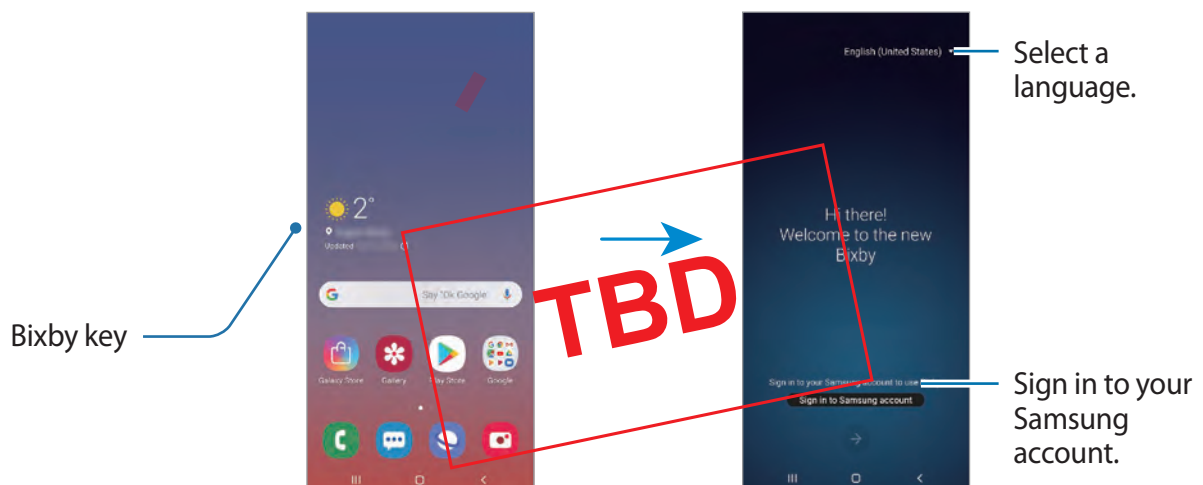 Bixby key
2°
Updated
Say "Ok Google"
Galaxy Store
Gallery
Play Store
Google
TBD
English (United States)
Hi there!
Welcome to the new
Bixby
Sign in to your Samsung account to use
Sign in to Samsung account
Select a
language.
Sign in to your
Samsung
account.